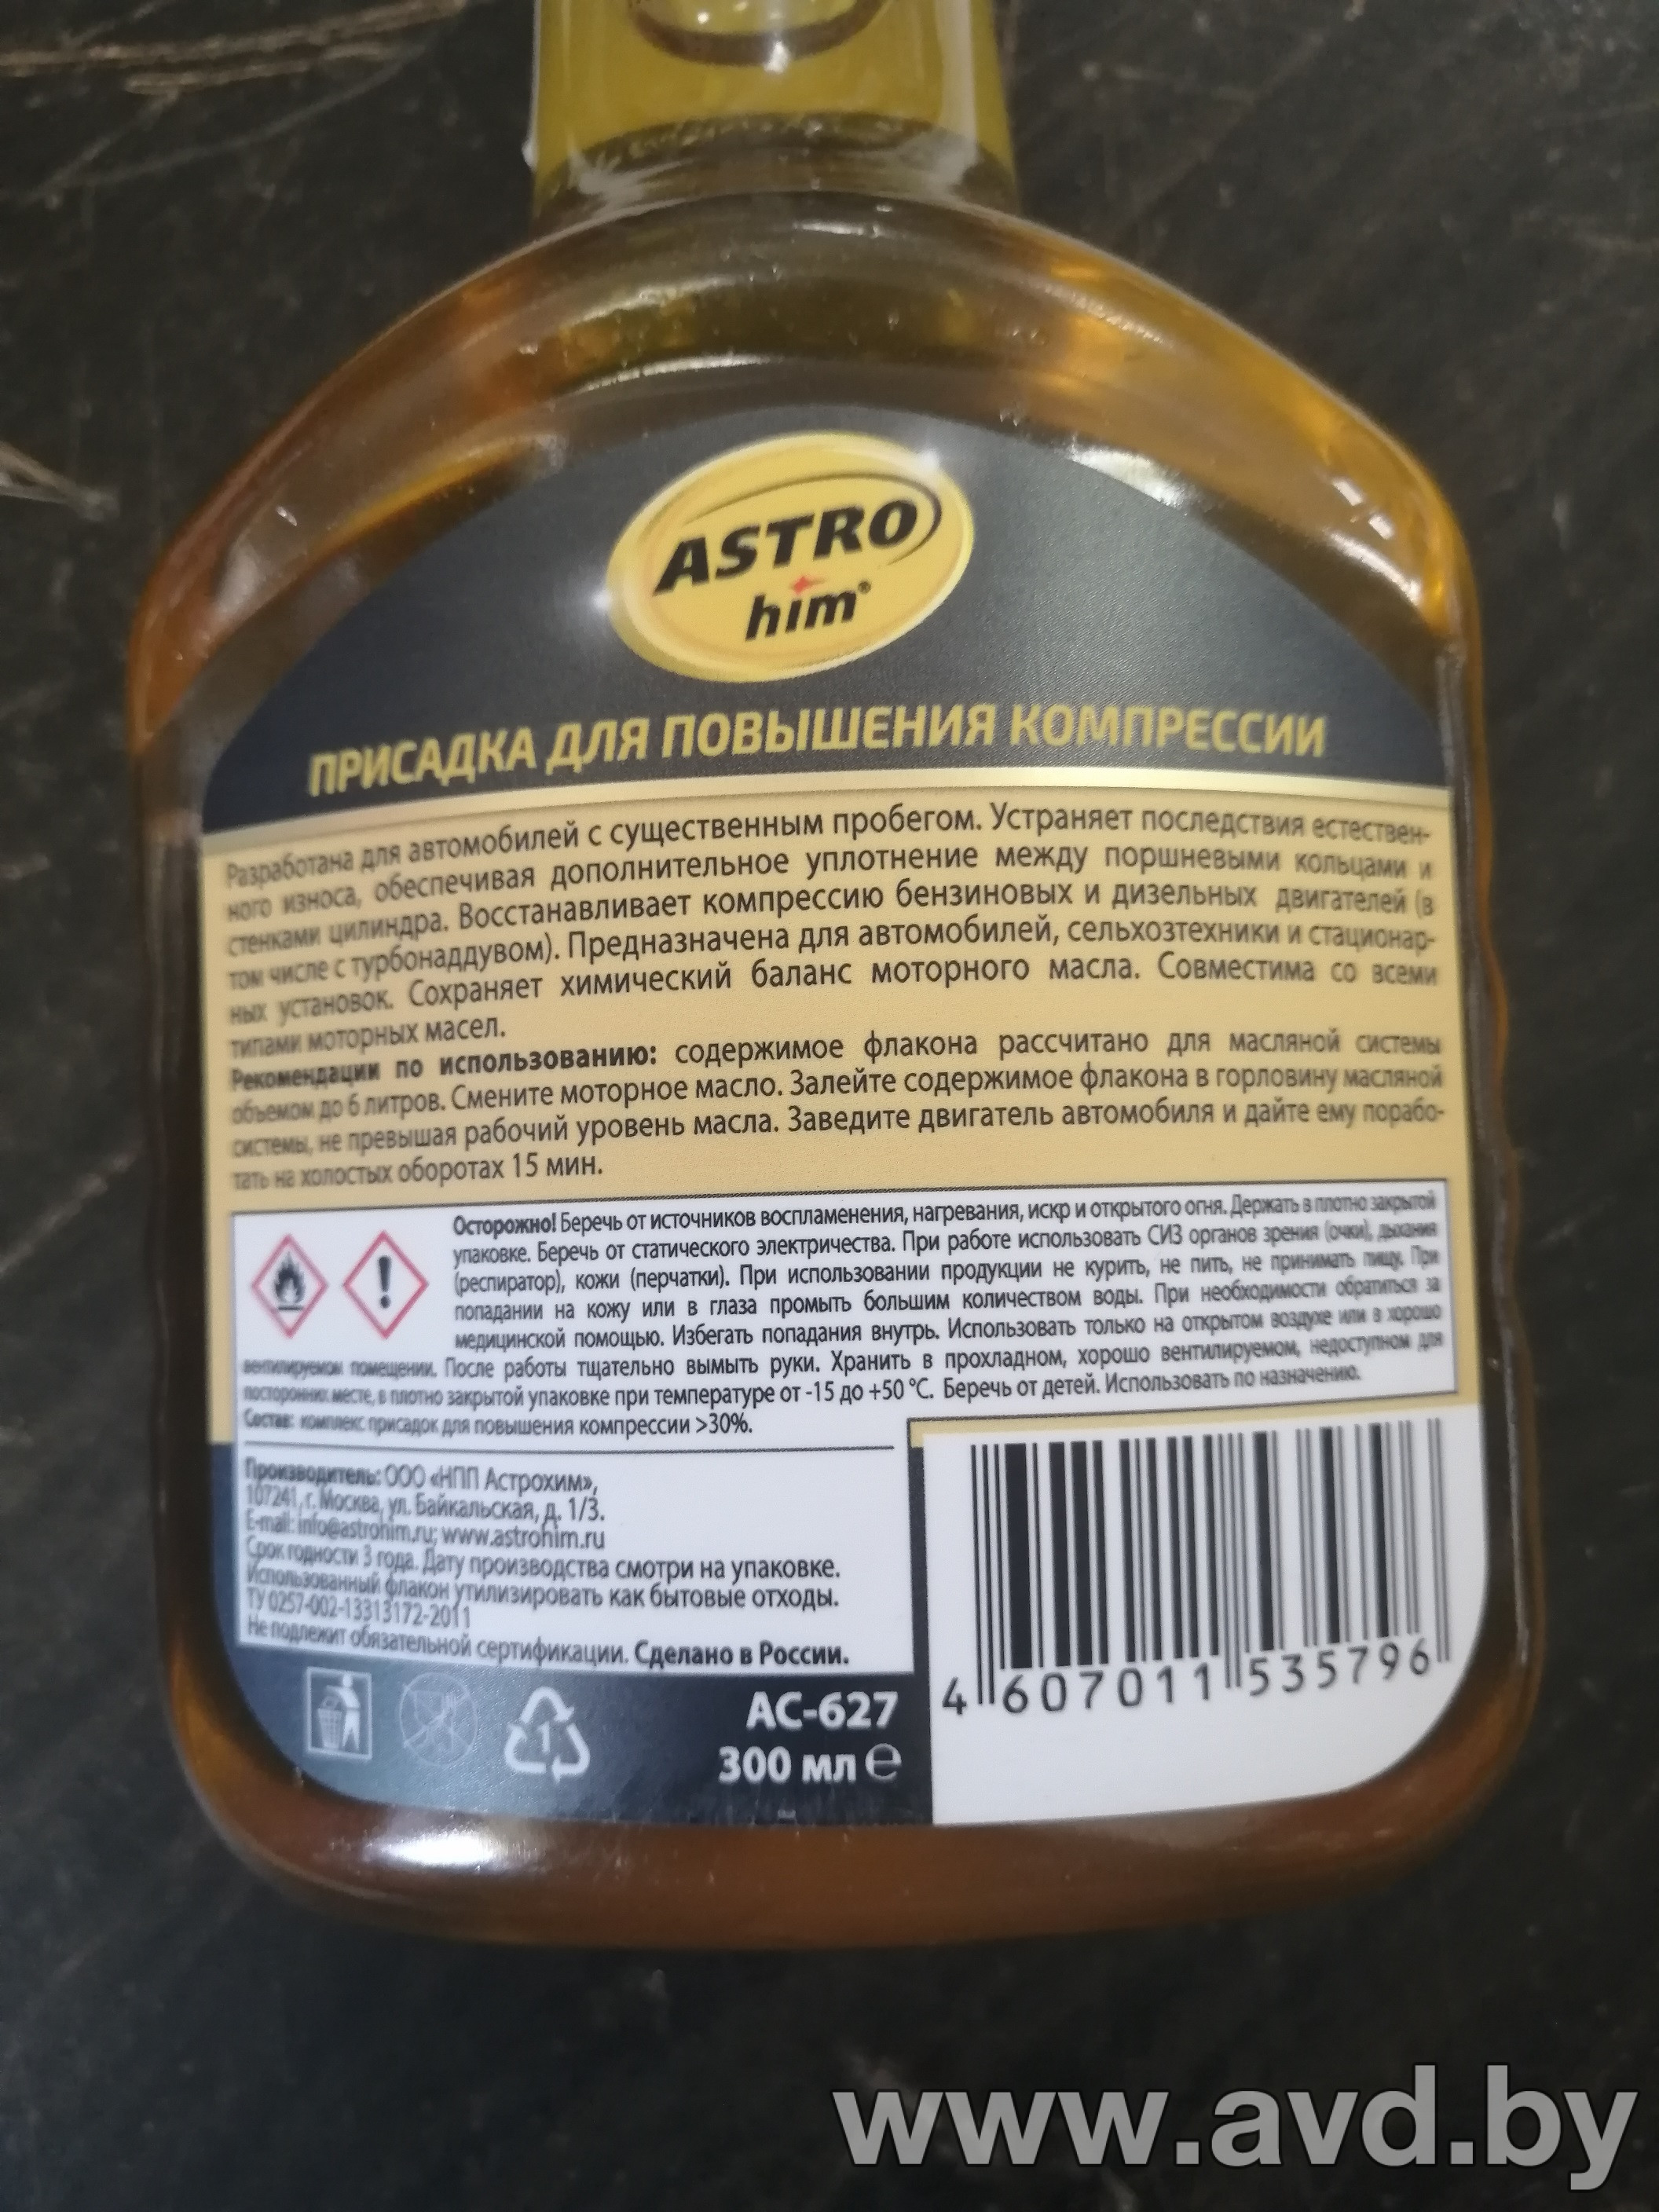 ASTRO
him®
ПРИСАДКА ДЛЯ ПОВЫШЕНИЯ КОМПРЕССИИ
Разработана для автомобилей с существенным пробегом. Устраняет последствия естествен-
ного износа, обеспечивая дополнительное уплотнение между поршневыми кольцами и
стенками цилиндра. Восстанавливает компрессию бензиновых и дизельных двигателей (в
том числе с турбонаддувом). Предназначена для автомобилей, сельхозтехники и стационар-
ных установок. Сохраняет химический баланс моторного масла. Совместима со всеми
типами моторных масел.
Рекомендации по использованию: содержимое флакона рассчитано для масляной системы
объемом до 6 литров. Смените моторное масло. Залейте содержимое флакона в горловину масляной
системы, не превышая рабочий уровень масла. Заведите двигатель автомобиля и дайте ему порабо-
тать на холостых оборотах 15 мин.
Осторожно! Беречь от источников воспламенения, нагревания, искр и открытого огня. Держать в плотно закрытой
упаковке. Беречь от статического электричества. При работе использовать СИЗ органов зрения (очки), дыхания
(респиратор), кожи (перчатки). При использовании продукции не курить, не пить, не принимать пищу. При
попадании на кожу или в глаза промыть большим количеством воды. При необходимости обратиться за
медицинской помощью. Избегать попадания внутрь. Использовать только на открытом воздухе или в хорошо
вентилируемом помещении. После работы тщательно вымыть руки. Хранить в прохладном, хорошо вентилируемом, недоступном для
посторонних месте, в плотно закрытой упаковке при температуре от -15 до +50 °С. Беречь от детей. Использовать по назначению.
Состав: комплекс присадок для повышения компрессии >30%.
Производитель: ООО «НПП Астрохим»,
107241, г. Москва, ул. Байкальская, д. 1/3.
E-mail: info@astrohim.ru; www.astrohim.ru
Срок годности 3 года. Дату производства смотри на упаковке.
Использованный флакон утилизировать как бытовые отходы.
ТУ 0257-002-13313172-2011
Не подлежит обязательной сертификации. Сделано в России.
1
АС-627
300 мл ℮
4 607011 535796
www.avd.by